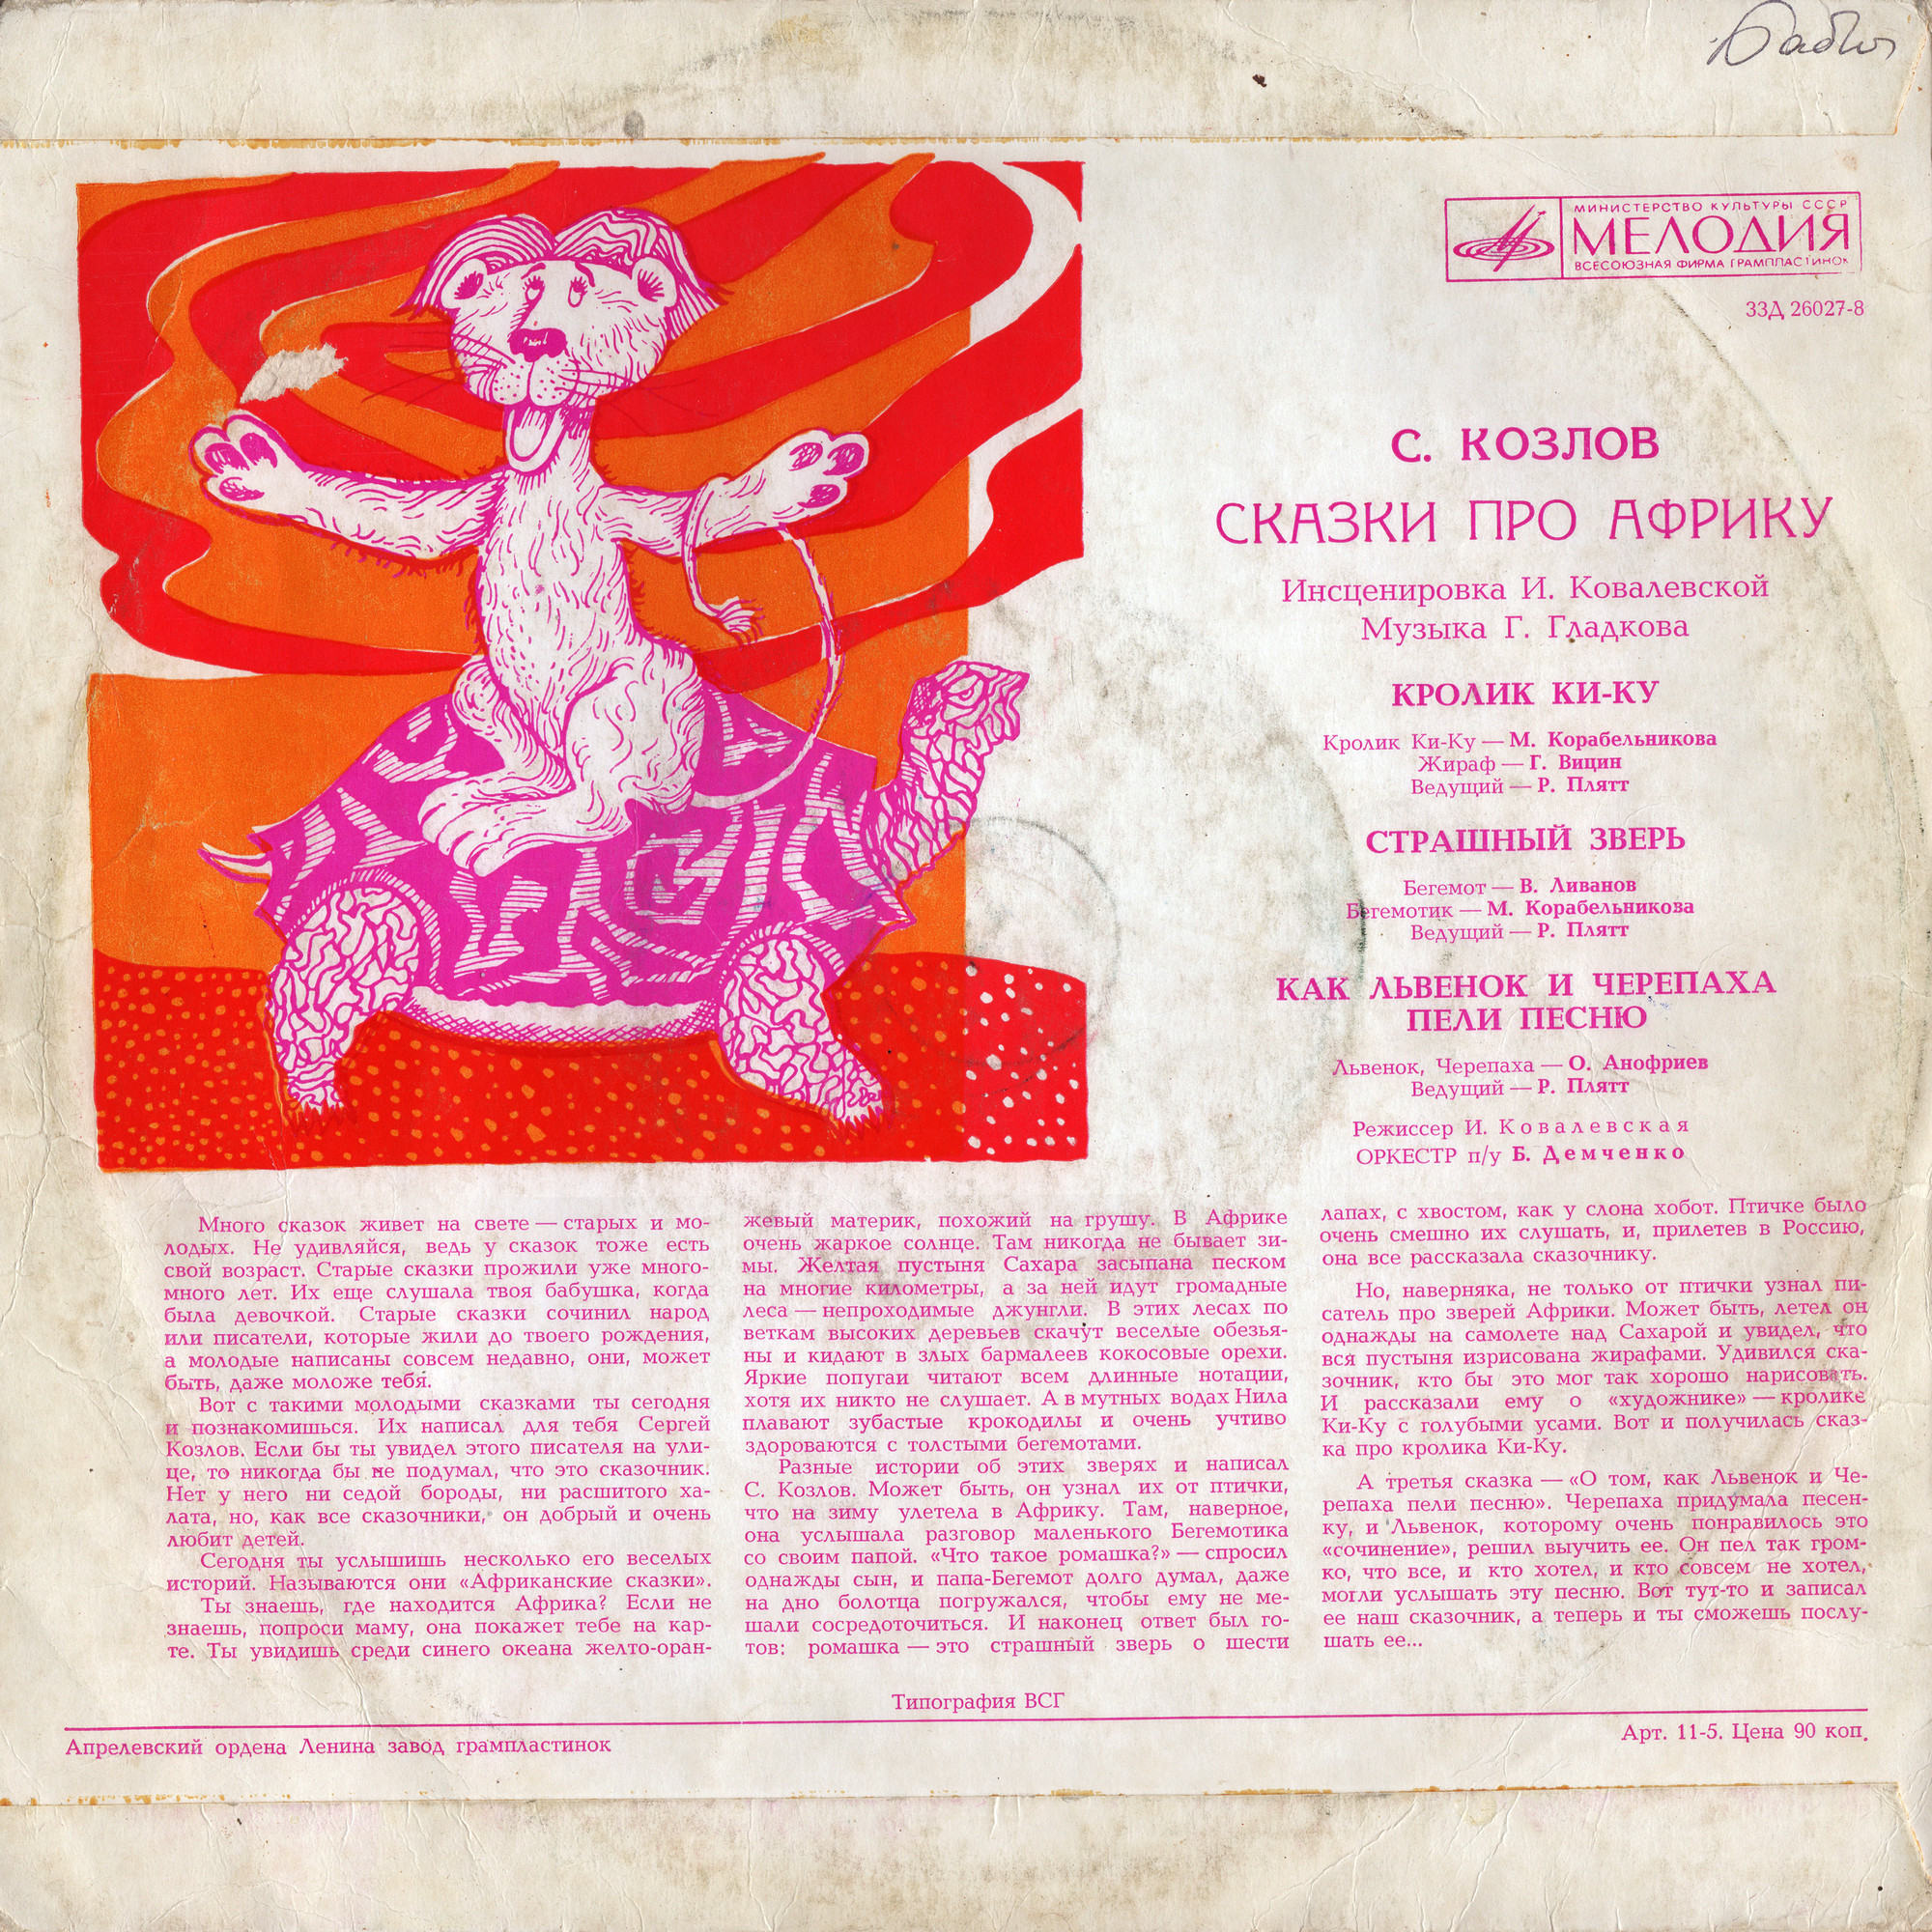 МИНИСТЕРСТВО КУЛЬТУРЫ СССР
МЕЛОДИЯ
ВСЕСОЮЗНАЯ ФИРМА ГРАМПЛАСТИНОК
33Д 26027-8
С. КОЗЛОВ
СКАЗКИ ПРО АФРИКУ
Инсценировка И. Ковалевской
Музыка Г. Гладкова
КРОЛИК КИ-КУ
Кролик Ки-Ку — М. Корабельникова
Жираф — Г. Вицин
Ведущий — Р. Плятт
СТРАШНЫЙ ЗВЕРЬ
Бегемот — В. Ливанов
Бегемотик — М. Корабельникова
Ведущий — Р. Плятт
КАК ЛЬВЕНОК И ЧЕРЕПАХА
ПЕЛИ ПЕСНЮ
Львенок, Черепаха — О. Анофриев
Ведущий — Р. Плятт
Режиссер И. Ковалевская
ОРКЕСТР п/у Б. Демченко
Много сказок живет на свете — старых и мо-
лодых. Не удивляйся, ведь у сказок тоже есть
свой возраст. Старые сказки прожили уже много-
много лет. Их еще слушала твоя бабушка, когда
была девочкой. Старые сказки сочинил народ
или писатели, которые жили до твоего рождения,
а молодые написаны совсем недавно, они, может
быть, даже моложе тебя.
Вот с такими молодыми сказками ты сегодня
и познакомишься. Их написал для тебя Сергей
Козлов. Если бы ты увидел этого писателя на ули-
це, то никогда бы не подумал, что это сказочник.
Нет у него ни седой бороды, ни расшитого ха-
лата, но, как все сказочники, он добрый и очень
любит детей.
Сегодня ты услышишь несколько его веселых
историй. Называются они «Африканские сказки».
Ты знаешь, где находится Африка? Если не
знаешь, попроси маму, она покажет тебе на кар-
те. Ты увидишь среди синего океана желто-оран-
жевый материк, похожий на грушу. В Африке
очень жаркое солнце. Там никогда не бывает зи-
мы. Желтая пустыня Сахара засыпана песком
на многие километры, а за ней идут громадные
леса — непроходимые джунгли. В этих лесах по
веткам высоких деревьев скачут веселые обезья-
ны и кидают в злых бармалеев кокосовые орехи.
Яркие попугаи читают всем длинные нотации,
хотя их никто не слушает. А в мутных водах Нила
плавают зубастые крокодилы и очень учтиво
здороваются с толстыми бегемотами.
Разные истории об этих зверях и написал
С. Козлов. Может быть, он узнал их от птички,
что на зиму улетела в Африку. Там, наверное,
она услышала разговор маленького Бегемотика
со своим папой. «Что такое ромашка?» — спросил
однажды сын, и папа-Бегемот долго думал, даже
на дно болотца погружался, чтобы ему не ме-
шали сосредоточиться. И наконец ответ был го-
тов: ромашка — это страшный зверь о шести
лапах, с хвостом, как у слона хобот. Птичке было
очень смешно их слушать, и, прилетев в Россию,
она все рассказала сказочнику.
Но, наверняка, не только от птички узнал пи-
сатель про зверей Африки. Может быть, летел он
однажды на самолете над Сахарой и увидел, что
вся пустыня изрисована жирафами. Удивился ска-
зочник, кто бы это мог так хорошо нарисовать.
И рассказали ему о «художнике» — кролике
Ки-Ку с голубыми усами. Вот и получилась сказ-
ка про кролика Ки-Ку.
А третья сказка — «О том, как Львенок и Че-
репаха пели песню». Черепаха придумала песен-
ку, и Львенок, которому очень понравилось это
«сочинение», решил выучить ее. Он пел так гром-
ко, что все, и кто хотел, и кто совсем не хотел,
могли услышать эту песню. Вот тут-то и записал
ее наш сказочник, а теперь и ты сможешь послу-
шать ее...
Типография ВСГ
Апрелевский ордена Ленина завод грампластинок
Арт. 11-5. Цена 90 коп.